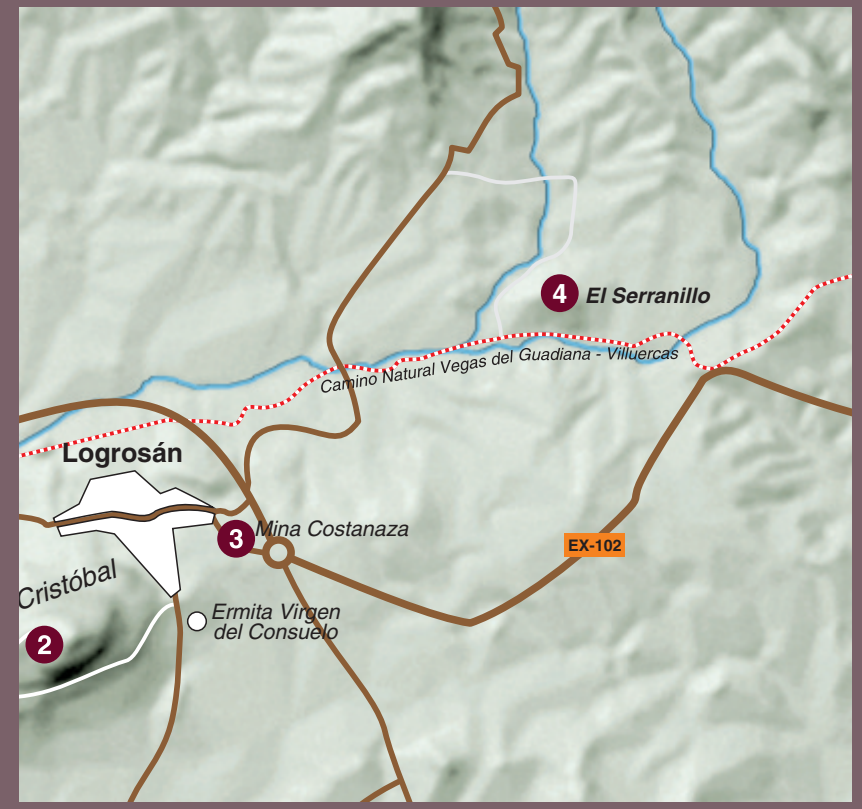 4 El Serranillo
Camino Natural Vegas del Guadiana - Villuercas
Logrosán
3 Mina Costanaza
EX-102
Cristóbal
Ermita Virgen
del Consuelo
2